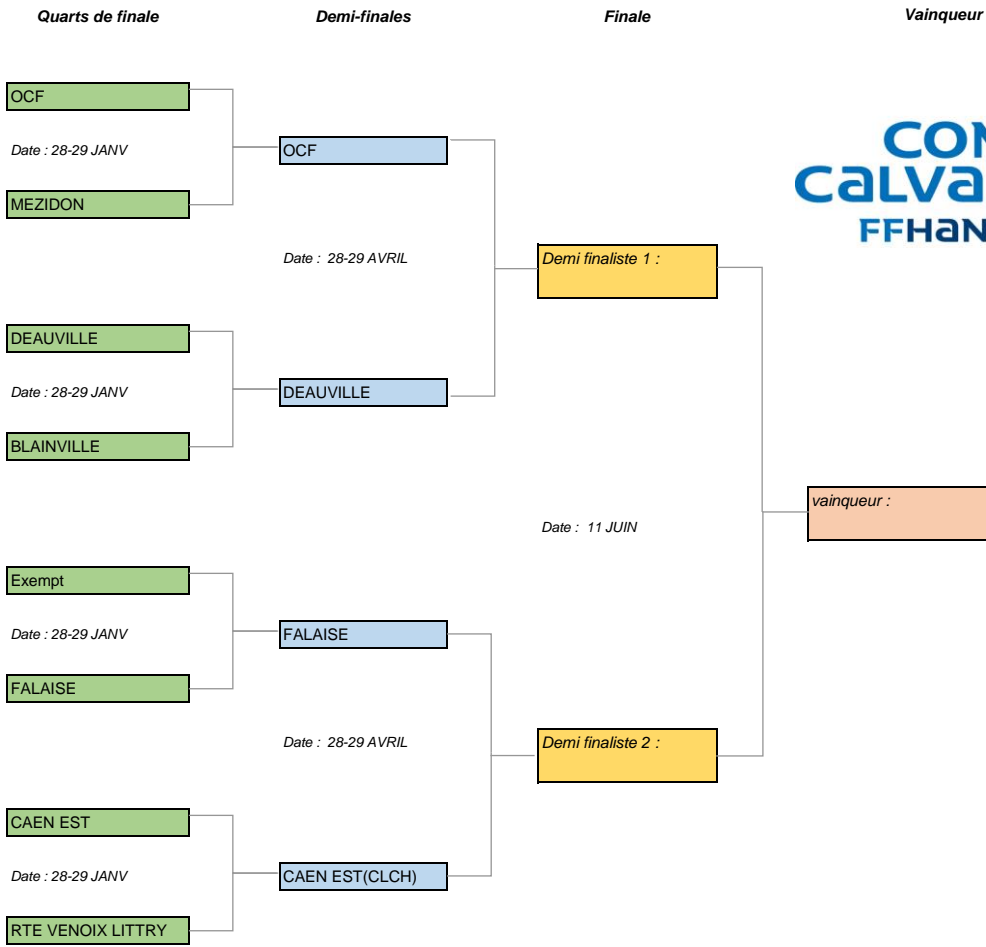 Quarts de finale
Demi-finales
Finale
Vainqueur
OCF
Date : 28-29 JANV
MEZIDON
OCF
Date : 28-29 AVRIL
DEAUVILLE
Date : 28-29 JANV
BLAINVILLE
DEAUVILLE
Demi finaliste 1 :
Date : 11 JUIN
vainqueur :
Exempt
Date : 28-29 JANV
FALAISE
FALAISE
Date : 28-29 AVRIL
Demi finaliste 2 :
CAEN EST
Date : 28-29 JANV
RTE VENOIX LITTRY
CAEN EST(CLCH)